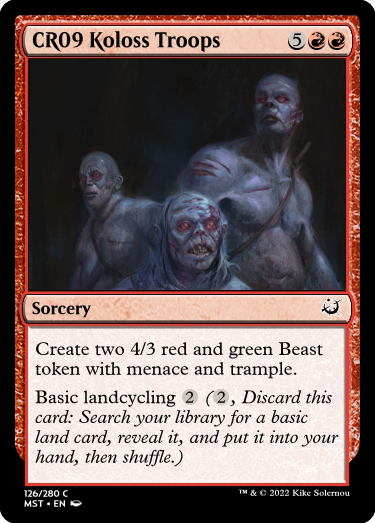 CR09 Koloss Troops 5
Sorcery
Create two 4/3 red and green Beast
token with menace and trample.
Basic landcycling 2 (2, Discard this
card: Search your library for a basic
land card, reveal it, and put it into your
hand, then shuffle.)
126/280 C
MST • EN
™ & © 2022 Kike Solernou